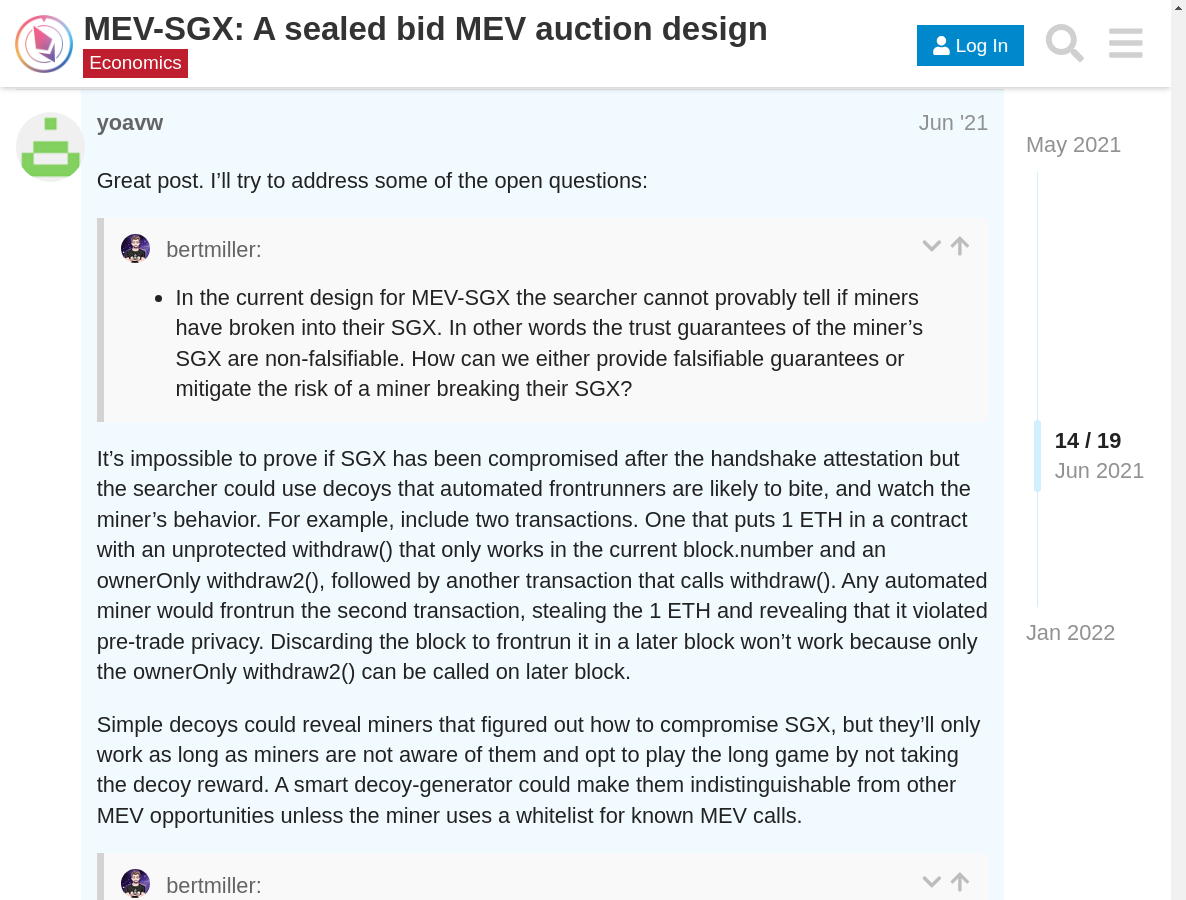 MEV-SGX: A sealed bid MEV auction design
Economics
Log In
yoavw
Jun '21
Great post. I’ll try to address some of the open questions:
bertmiller:
• In the current design for MEV-SGX the searcher cannot provably tell if miners
have broken into their SGX. In other words the trust guarantees of the miner’s
SGX are non-falsifiable. How can we either provide falsifiable guarantees or
mitigate the risk of a miner breaking their SGX?
It’s impossible to prove if SGX has been compromised after the handshake attestation but
the searcher could use decoys that automated frontrunners are likely to bite, and watch the
miner’s behavior. For example, include two transactions. One that puts 1 ETH in a contract
with an unprotected withdraw() that only works in the current block.number and an
ownerOnly withdraw2(), followed by another transaction that calls withdraw(). Any automated
miner would frontrun the second transaction, stealing the 1 ETH and revealing that it violated
pre-trade privacy. Discarding the block to frontrun it in a later block won’t work because only
the ownerOnly withdraw2() can be called on later block.
Simple decoys could reveal miners that figured out how to compromise SGX, but they’ll only
work as long as miners are not aware of them and opt to play the long game by not taking
the decoy reward. A smart decoy-generator could make them indistinguishable from other
MEV opportunities unless the miner uses a whitelist for known MEV calls.
bertmiller:
May 2021
14 / 19
Jun 2021
Jan 2022